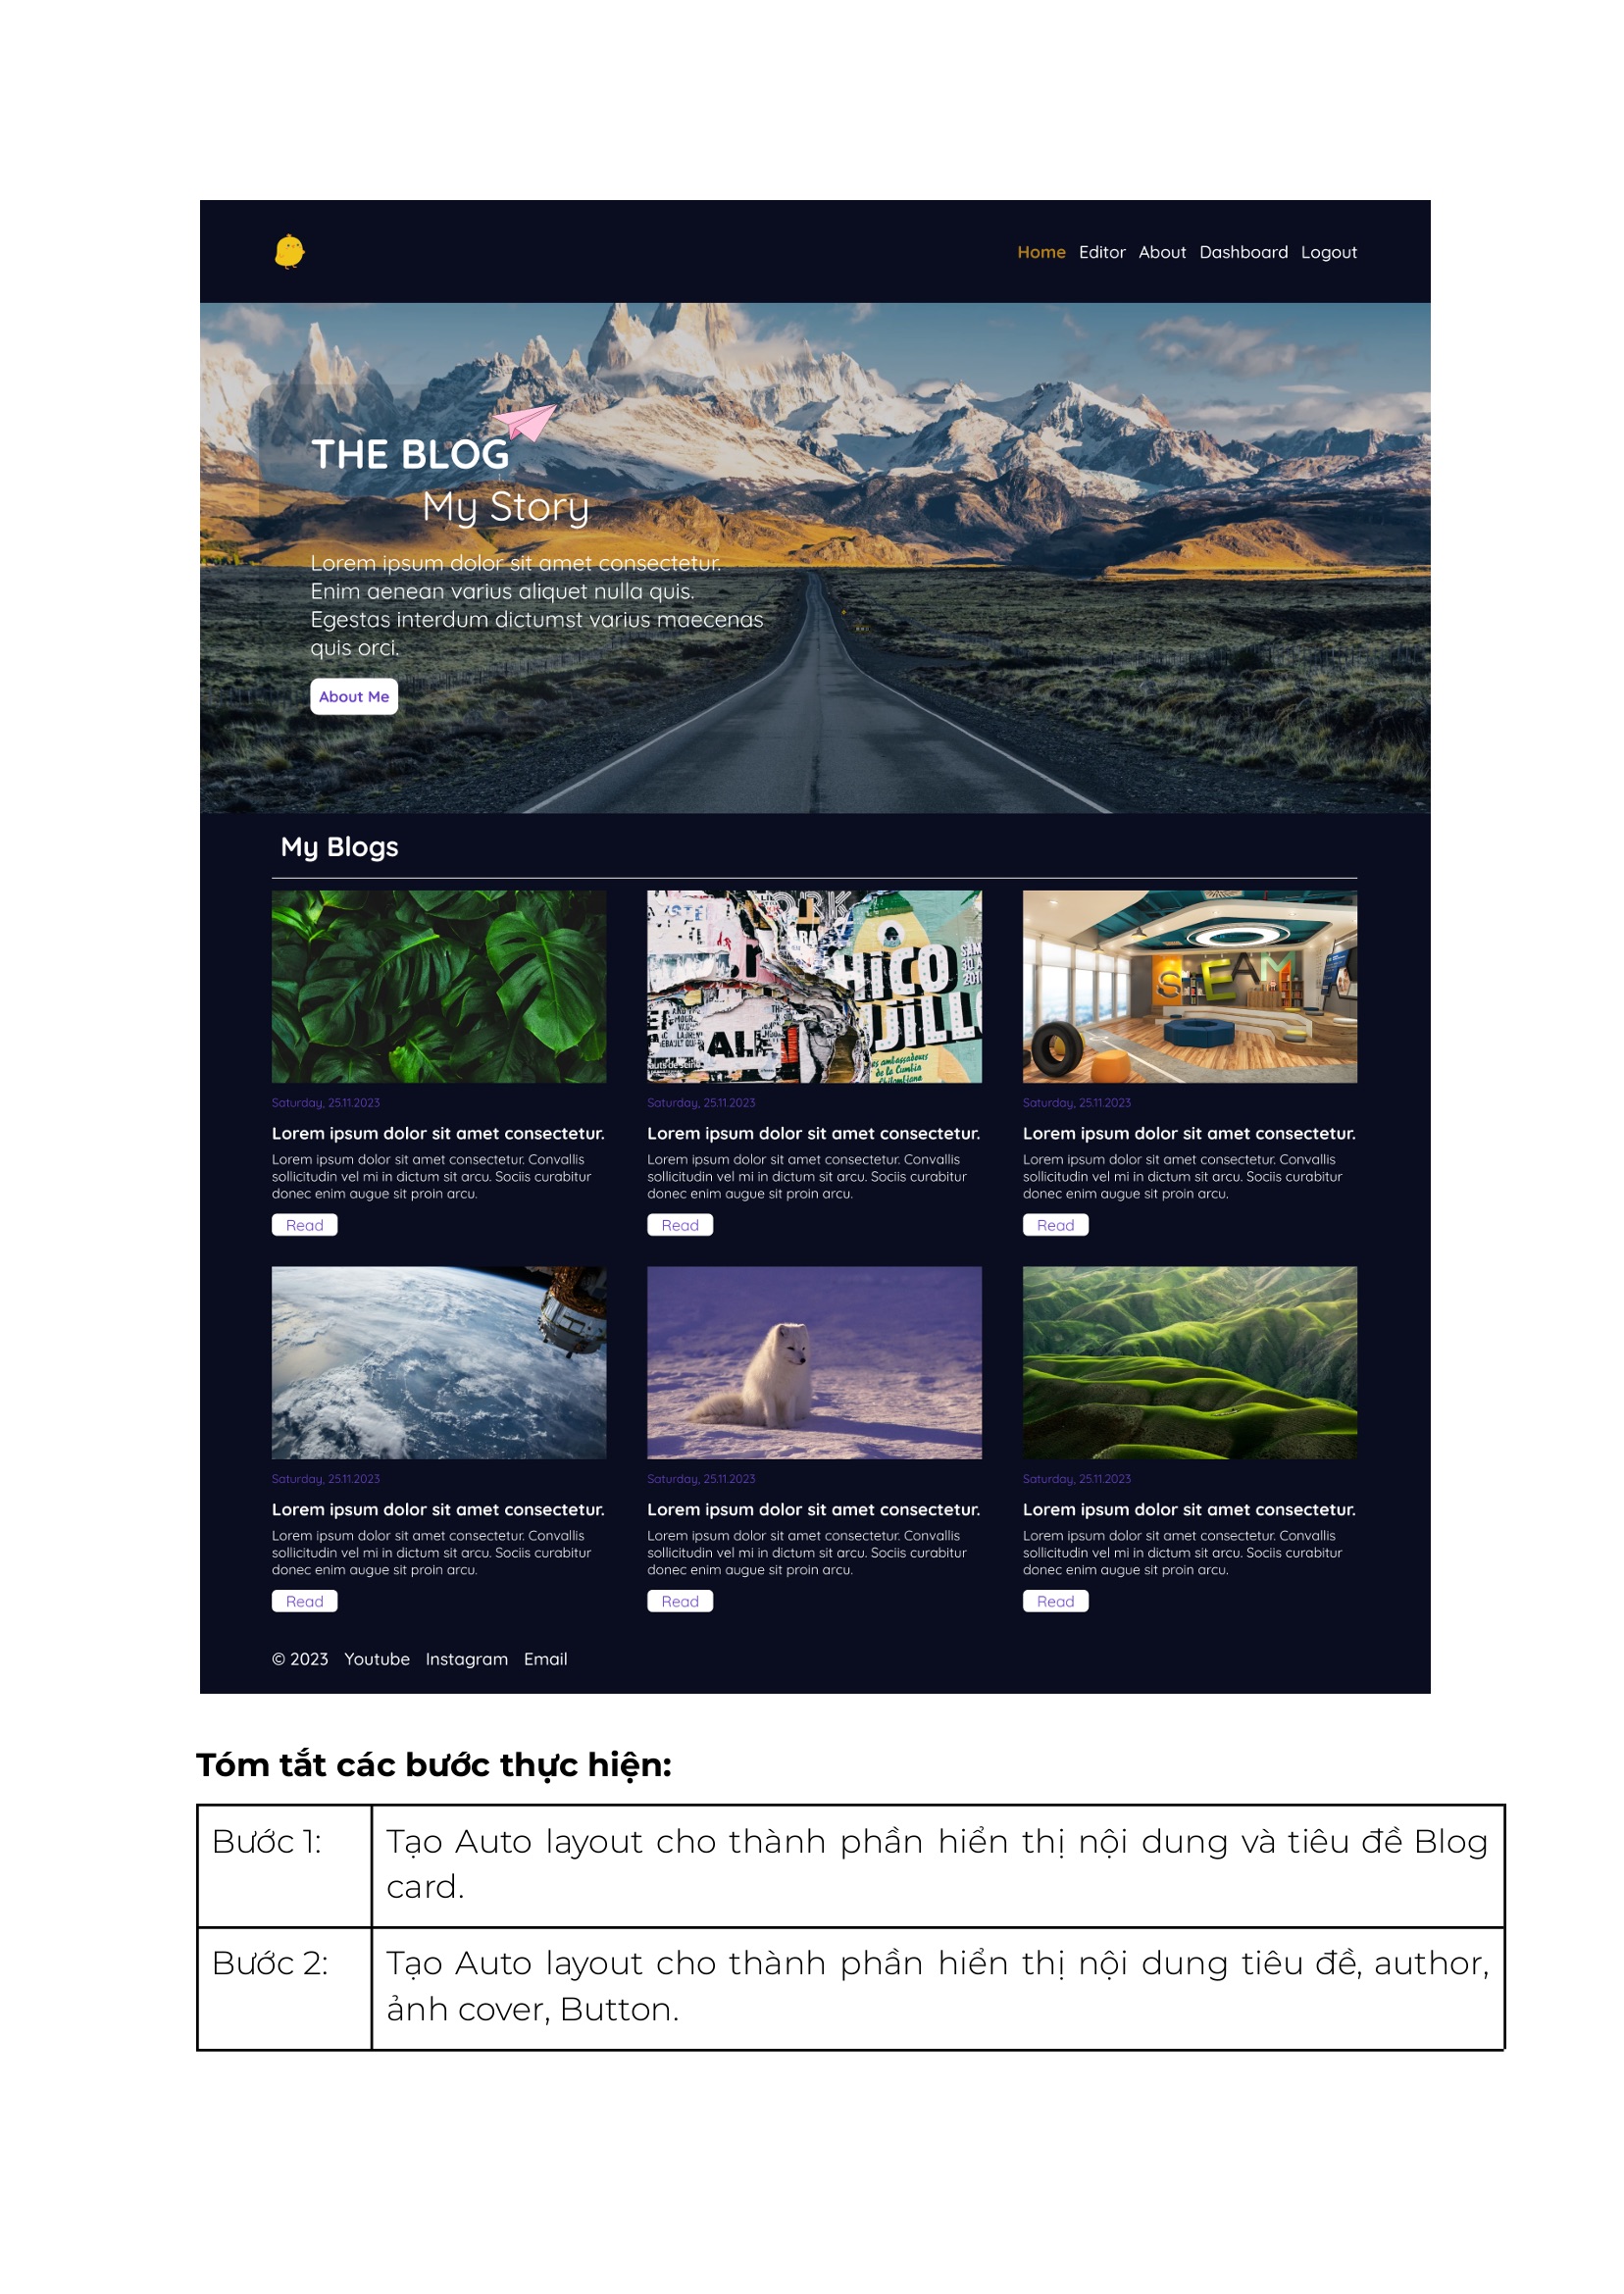 Home Editor About Dashboard Logout
THE BLOG
My Story
Lorem ipsum dolor sit amet consectetur.
Enim aenean varius aliquet nulla quis.
Egestas interdum dictumst varius maecenas
quis orci.
About Me
My Blogs
ORK
HiCO
UILL
ALE
es ambassadeurs
de la Cumbia
Chilombiana
STEAM
Saturday, 25.11.2023
Lorem ipsum dolor sit amet consectetur.
Lorem ipsum dolor sit amet consectetur. Convallis
sollicitudin vel mi in dictum sit arcu. Sociis curabitur
donec enim augue sit proin arcu.
Read
Saturday, 25.11.2023
Lorem ipsum dolor sit amet consectetur.
Lorem ipsum dolor sit amet consectetur. Convallis
sollicitudin vel mi in dictum sit arcu. Sociis curabitur
donec enim augue sit proin arcu.
Read
Saturday, 25.11.2023
Lorem ipsum dolor sit amet consectetur.
Lorem ipsum dolor sit amet consectetur. Convallis
sollicitudin vel mi in dictum sit arcu. Sociis curabitur
donec enim augue sit proin arcu.
Read
Saturday, 25.11.2023
Lorem ipsum dolor sit amet consectetur.
Lorem ipsum dolor sit amet consectetur. Convallis
sollicitudin vel mi in dictum sit arcu. Sociis curabitur
donec enim augue sit proin arcu.
Read
Saturday, 25.11.2023
Lorem ipsum dolor sit amet consectetur.
Lorem ipsum dolor sit amet consectetur. Convallis
sollicitudin vel mi in dictum sit arcu. Sociis curabitur
donec enim augue sit proin arcu.
Read
Saturday, 25.11.2023
Lorem ipsum dolor sit amet consectetur.
Lorem ipsum dolor sit amet consectetur. Convallis
sollicitudin vel mi in dictum sit arcu. Sociis curabitur
donec enim augue sit proin arcu.
Read
© 2023 Youtube Instagram Email
Tóm tắt các bước thực hiện:
Bước 1:
Tạo Auto layout cho thành phần hiển thị nội dung và tiêu đề Blog
card.
Bước 2:
Tạo Auto layout cho thành phần hiển thị nội dung tiêu đề, author,
ảnh cover, Button.